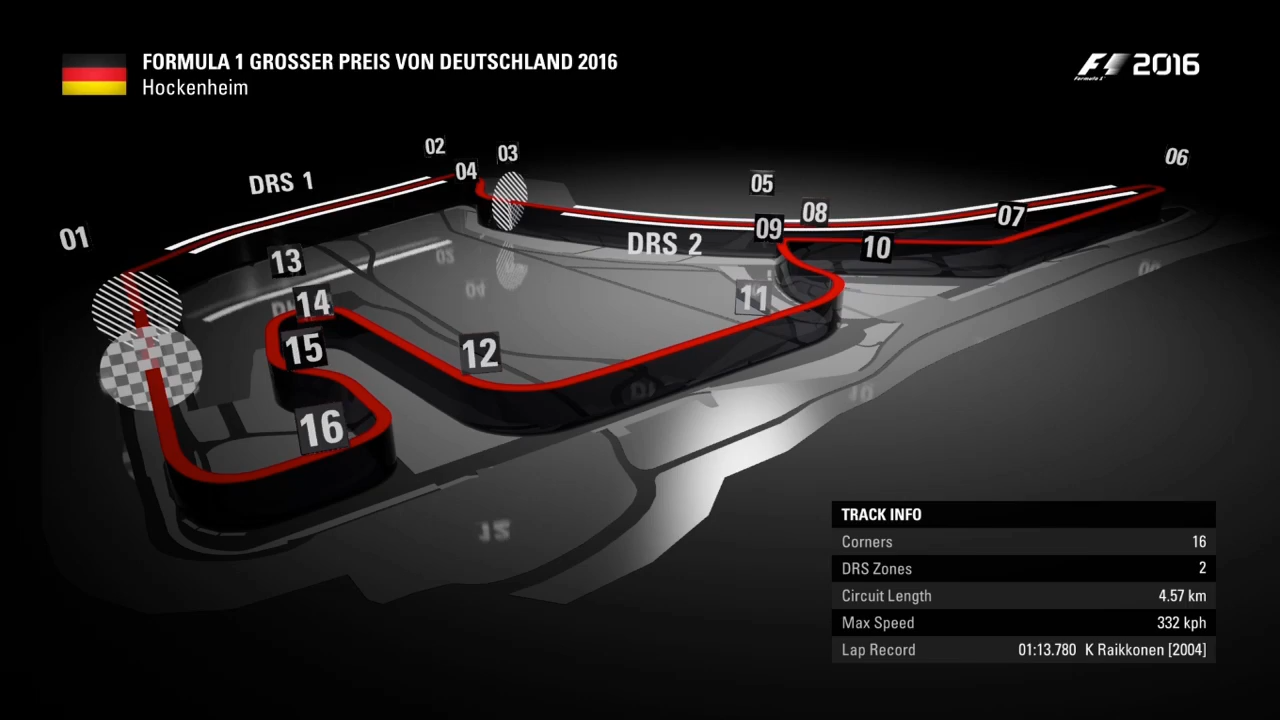 FORMULA 1 GROSSER PREIS VON DEUTSCHLAND 2016
Hockenheim
F1 2016
Formula 1
02
03
04
06
DRS 1
05
08
07
01
09
DRS 2
10
13
11
14
15
12
16
TRACK INFO
Corners 16
DRS Zones 2
Circuit Length 4.57 km
Max Speed 332 kph
Lap Record 01:13.780 K Raikkonen [2004]